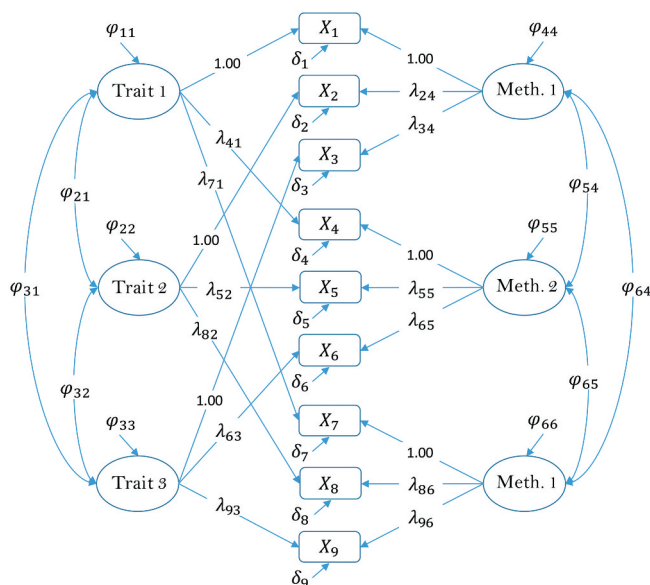 φ₁₁
X₁
φ₄₄
1.00
δ₁
1.00
Trait 1
X₂
λ₂₄
Meth. 1
δ₂
λ₃₄
λ₄₁
X₃
λ₇₁
δ₃
φ₂₁
φ₅₄
X₄
φ₂₂
1.00
δ₄
1.00
φ₅₅
φ₃₁
Trait 2
λ₅₂
X₅
λ₅₅
Meth. 2
φ₆₄
δ₅
λ₆₅
λ₈₂
X₆
φ₃₂
δ₆
φ₆₅
1.00
X₇
φ₃₃
λ₆₃
δ₇
1.00
φ₆₆
Trait 3
X₈
λ₈₆
Meth. 1
λ₉₃
δ₈
λ₉₆
X₉
δ₉